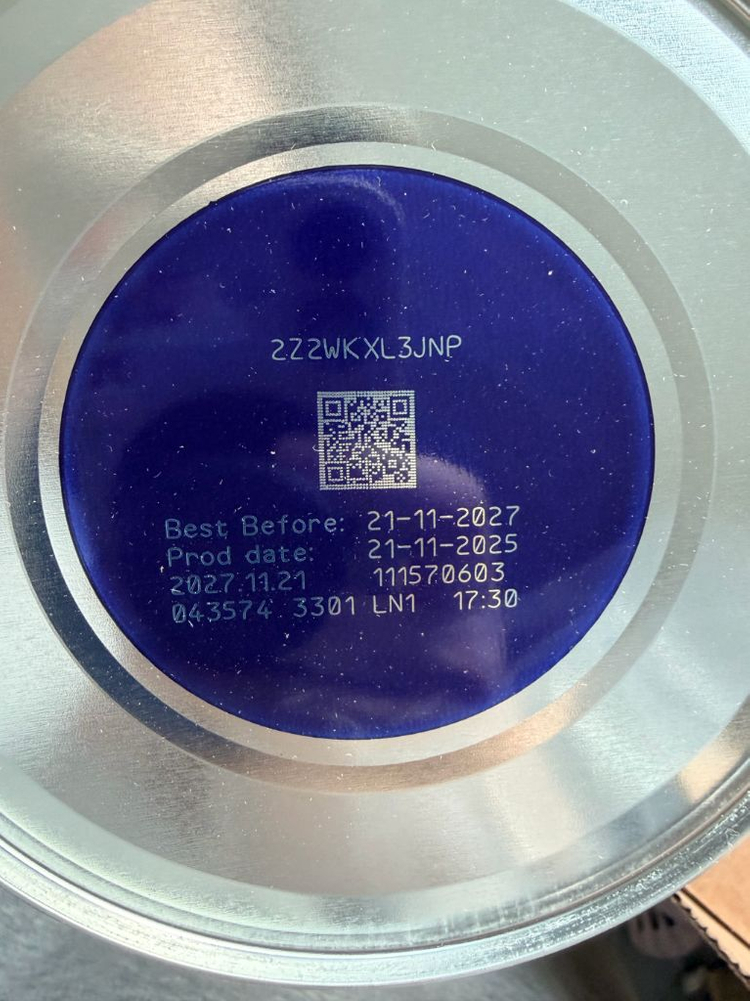 2Z2WKXL3JNP
Best Before: 21-11-2027
Prod date: 21-11-2025
2027.11.21 111570603
043574 3301 LN1 17:30